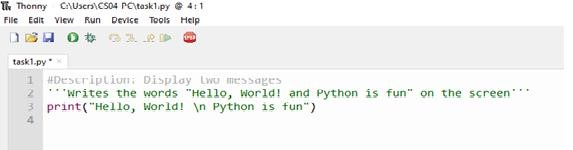 Thonny C:\Users\CS04 PC\task1.py @ 4:1
File Edit View Run Device Tools Help
STOP
task1.py *
1 #Description: Display two messages
2 '''Writes the words "Hello, World! and Python is fun" on the screen'''
3 print("Hello, World! \n Python is fun")
4